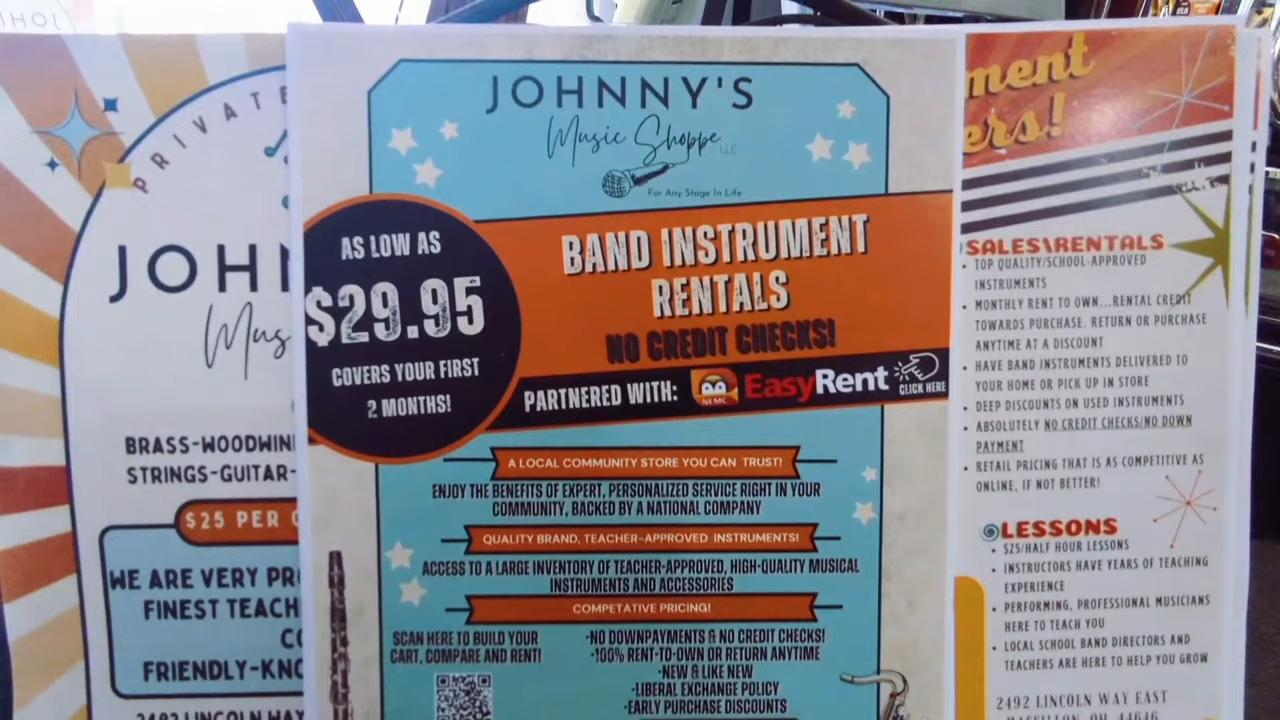 PRIVATE
JOHN
Mus
BRASS-WOODWIN
STRINGS-GUITAR-
$25 PER
WE ARE VERY PR
FINEST TEACH
CO
FRIENDLY-KNO
2492 LINCOLN WAY
JOHNNY'S
Music Shoppe
LLC
For Any Stage In Life
AS LOW AS
$29.95
COVERS YOUR FIRST
2 MONTHS!
BAND INSTRUMENT
RENTALS
NO CREDIT CHECKS!
PARTNERED WITH: NEMC EasyRent CLICK HERE
A LOCAL COMMUNITY STORE YOU CAN TRUST!
ENJOY THE BENEFITS OF EXPERT, PERSONALIZED SERVICE RIGHT IN YOUR
COMMUNITY, BACKED BY A NATIONAL COMPANY
QUALITY BRAND, TEACHER-APPROVED INSTRUMENTS!
ACCESS TO A LARGE INVENTORY OF TEACHER-APPROVED, HIGH-QUALITY MUSICAL
INSTRUMENTS AND ACCESSORIES
COMPETATIVE PRICING!
SCAN HERE TO BUILD YOUR
CART, COMPARE AND RENT!
-NO DOWNPAYMENTS & NO CREDIT CHECKS!
-100% RENT-TO-OWN OR RETURN ANYTIME
-NEW & LIKE NEW
-LIBERAL EXCHANGE POLICY
-EARLY PURCHASE DISCOUNTS
ment
ers!
SALES\RENTALS
• TOP QUALITY/SCHOOL-APPROVED
INSTRUMENTS
• MONTHLY RENT TO OWN...RENTAL CREDIT
TOWARDS PURCHASE. RETURN OR PURCHASE
ANYTIME AT A DISCOUNT
• HAVE BAND INSTRUMENTS DELIVERED TO
YOUR HOME OR PICK UP IN STORE
• DEEP DISCOUNTS ON USED INSTRUMENTS
• ABSOLUTELY NO CREDIT CHECKS/NO DOWN
PAYMENT
• RETAIL PRICING THAT IS AS COMPETITIVE AS
ONLINE, IF NOT BETTER!
LESSONS
• $25/HALF HOUR LESSONS
• INSTRUCTORS HAVE YEARS OF TEACHING
EXPERIENCE
• PERFORMING, PROFESSIONAL MUSICIANS
HERE TO TEACH YOU
• LOCAL SCHOOL BAND DIRECTORS AND
TEACHERS ARE HERE TO HELP YOU GROW
2492 LINCOLN WAY EAST